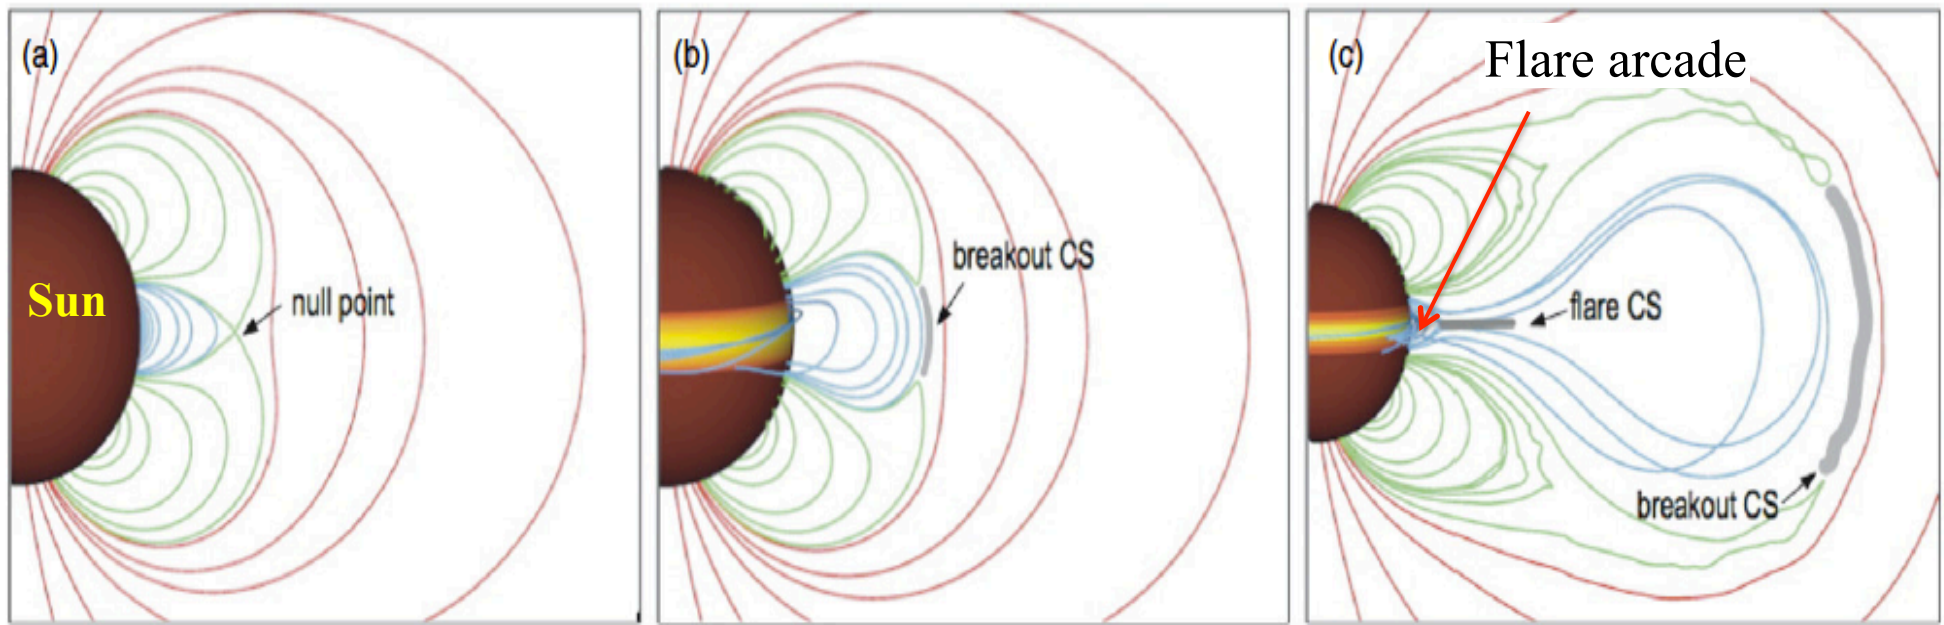 (a)
Sun
null point
(b)
breakout CS
(c)
Flare arcade
flare CS
breakout CS